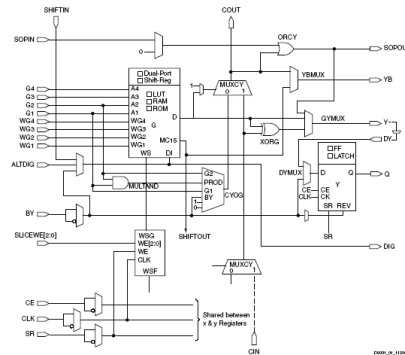 SHIFTIN
COUT
SOPIN
ORCY
SOPOU
0
Dual-Port
Shift-Reg
YBMUX
YB
MUXCY
0 1
1
GYMUX
Y
DY
XORG
G4 A4
G3 A3
G2 A2
G1 A1
WG4 WG4
WG3 WG3
WG2 WG2
WG1 WG1
LUT
RAM
ROM
G
D
MC15
WS DI
ALTDIG
MULTAND
G2
PROD
G1
BY
1
0
CYOG
DYMUX
FF
LATCH
D Q
Y
CE
CLK
SR REV
Q
BY
SR
SLICEWE[2:0]
WSG
WE[2:0]
WE
CLK
WSF
SHIFTOUT
DIG
MUXCY
0 1
CE
CLK
SR
Shared between
x & y Registers
CIN